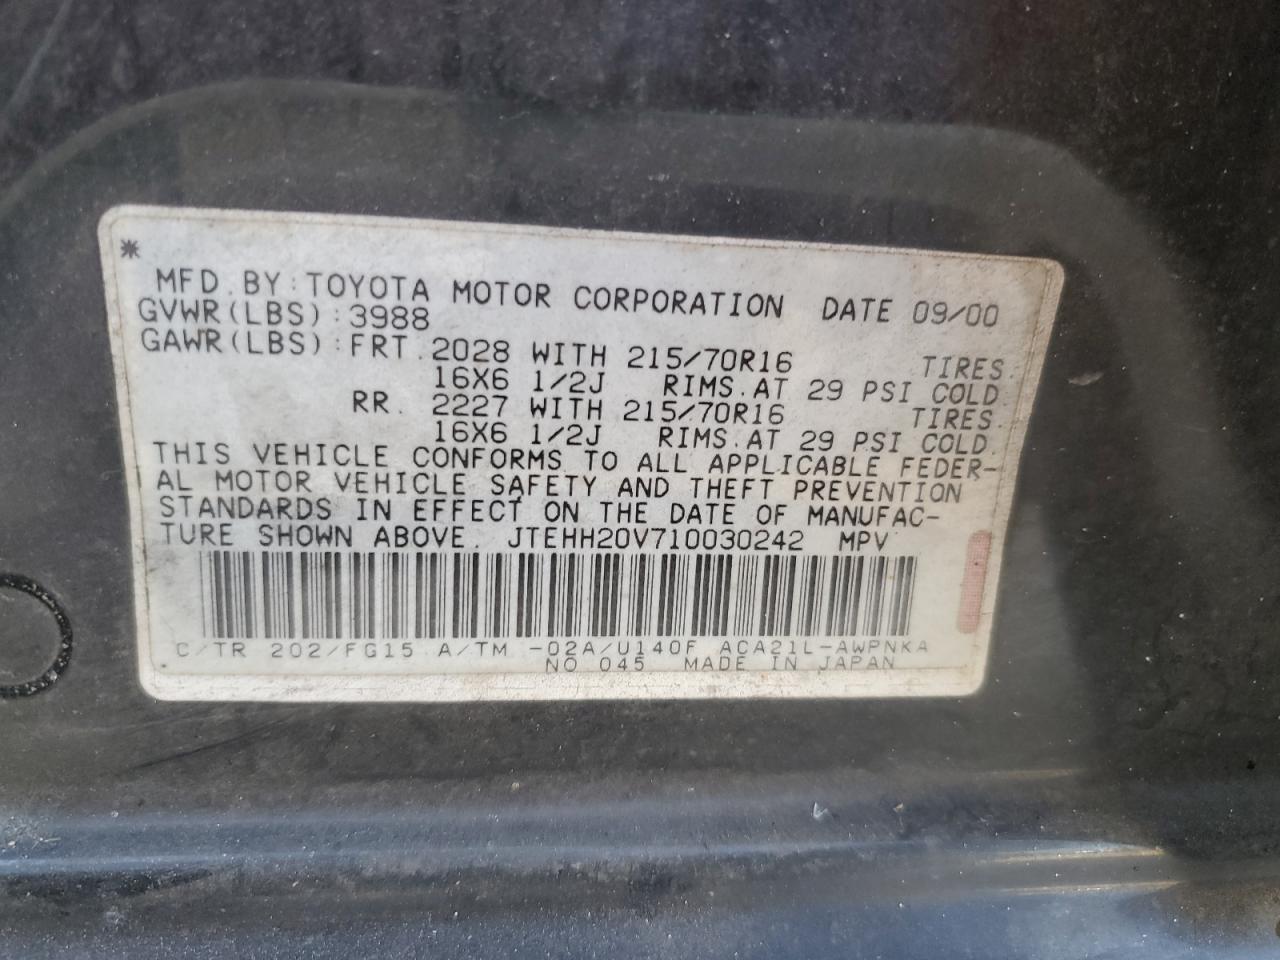 *
MFD. BY: TOYOTA MOTOR CORPORATION DATE 09/00
GVWR(LBS):3988
GAWR(LBS):FRT. 2028 WITH 215/70R16 TIRES.
16X6 1/2J RIMS. AT 29 PSI COLD.
RR. 2227 WITH 215/70R16 TIRES.
16X6 1/2J RIMS. AT 29 PSI COLD.
THIS VEHICLE CONFORMS TO ALL APPLICABLE FEDER-
AL MOTOR VEHICLE SAFETY AND THEFT PREVENTION
STANDARDS IN EFFECT ON THE DATE OF MANUFAC-
TURE SHOWN ABOVE. JTEHH20V710030242 MPV
C/TR 202/FG15 A/TM -02A/U140F ACA21L-AWPNKA
NO 045 MADE IN JAPAN